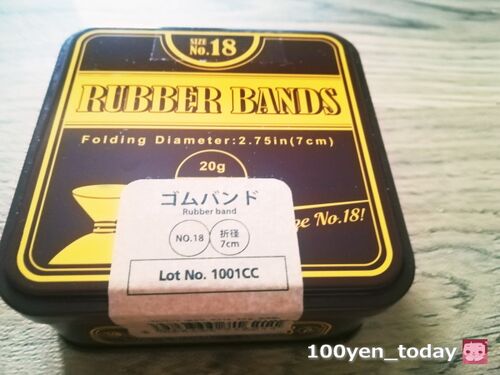 SIZE
No.18
RUBBER BANDS
Folding Diameter:2.75in(7cm)
20g
No.18!
ゴムバンド
Rubber band
NO.18
折径
7cm
Lot No. 1001CC
100yen_today